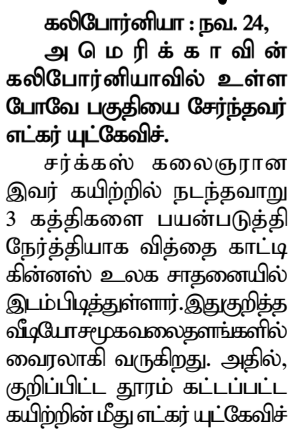 கலிபோர்னியா : நவ. 24,
அமெரிக்காவின்
கலிபோர்னியாவில் உள்ள
போவே பகுதியை சேர்ந்தவர்
எட்கர் யுட்கேவிச்.
சர்க்கஸ் கலைஞரான
இவர் கயிற்றில் நடந்தவாறு
3 கத்திகளை பயன்படுத்தி
நேர்த்தியாக வித்தை காட்டி
கின்னஸ் உலக சாதனையில்
இடம்பிடித்துள்ளார்.இதுகுறித்த
வீடியோசமூகவலைதளங்களில்
வைரலாகி வருகிறது. அதில்,
குறிப்பிட்ட தூரம் கட்டப்பட்ட
கயிற்றின் மீது எட்கர் யுட்கேவிச்